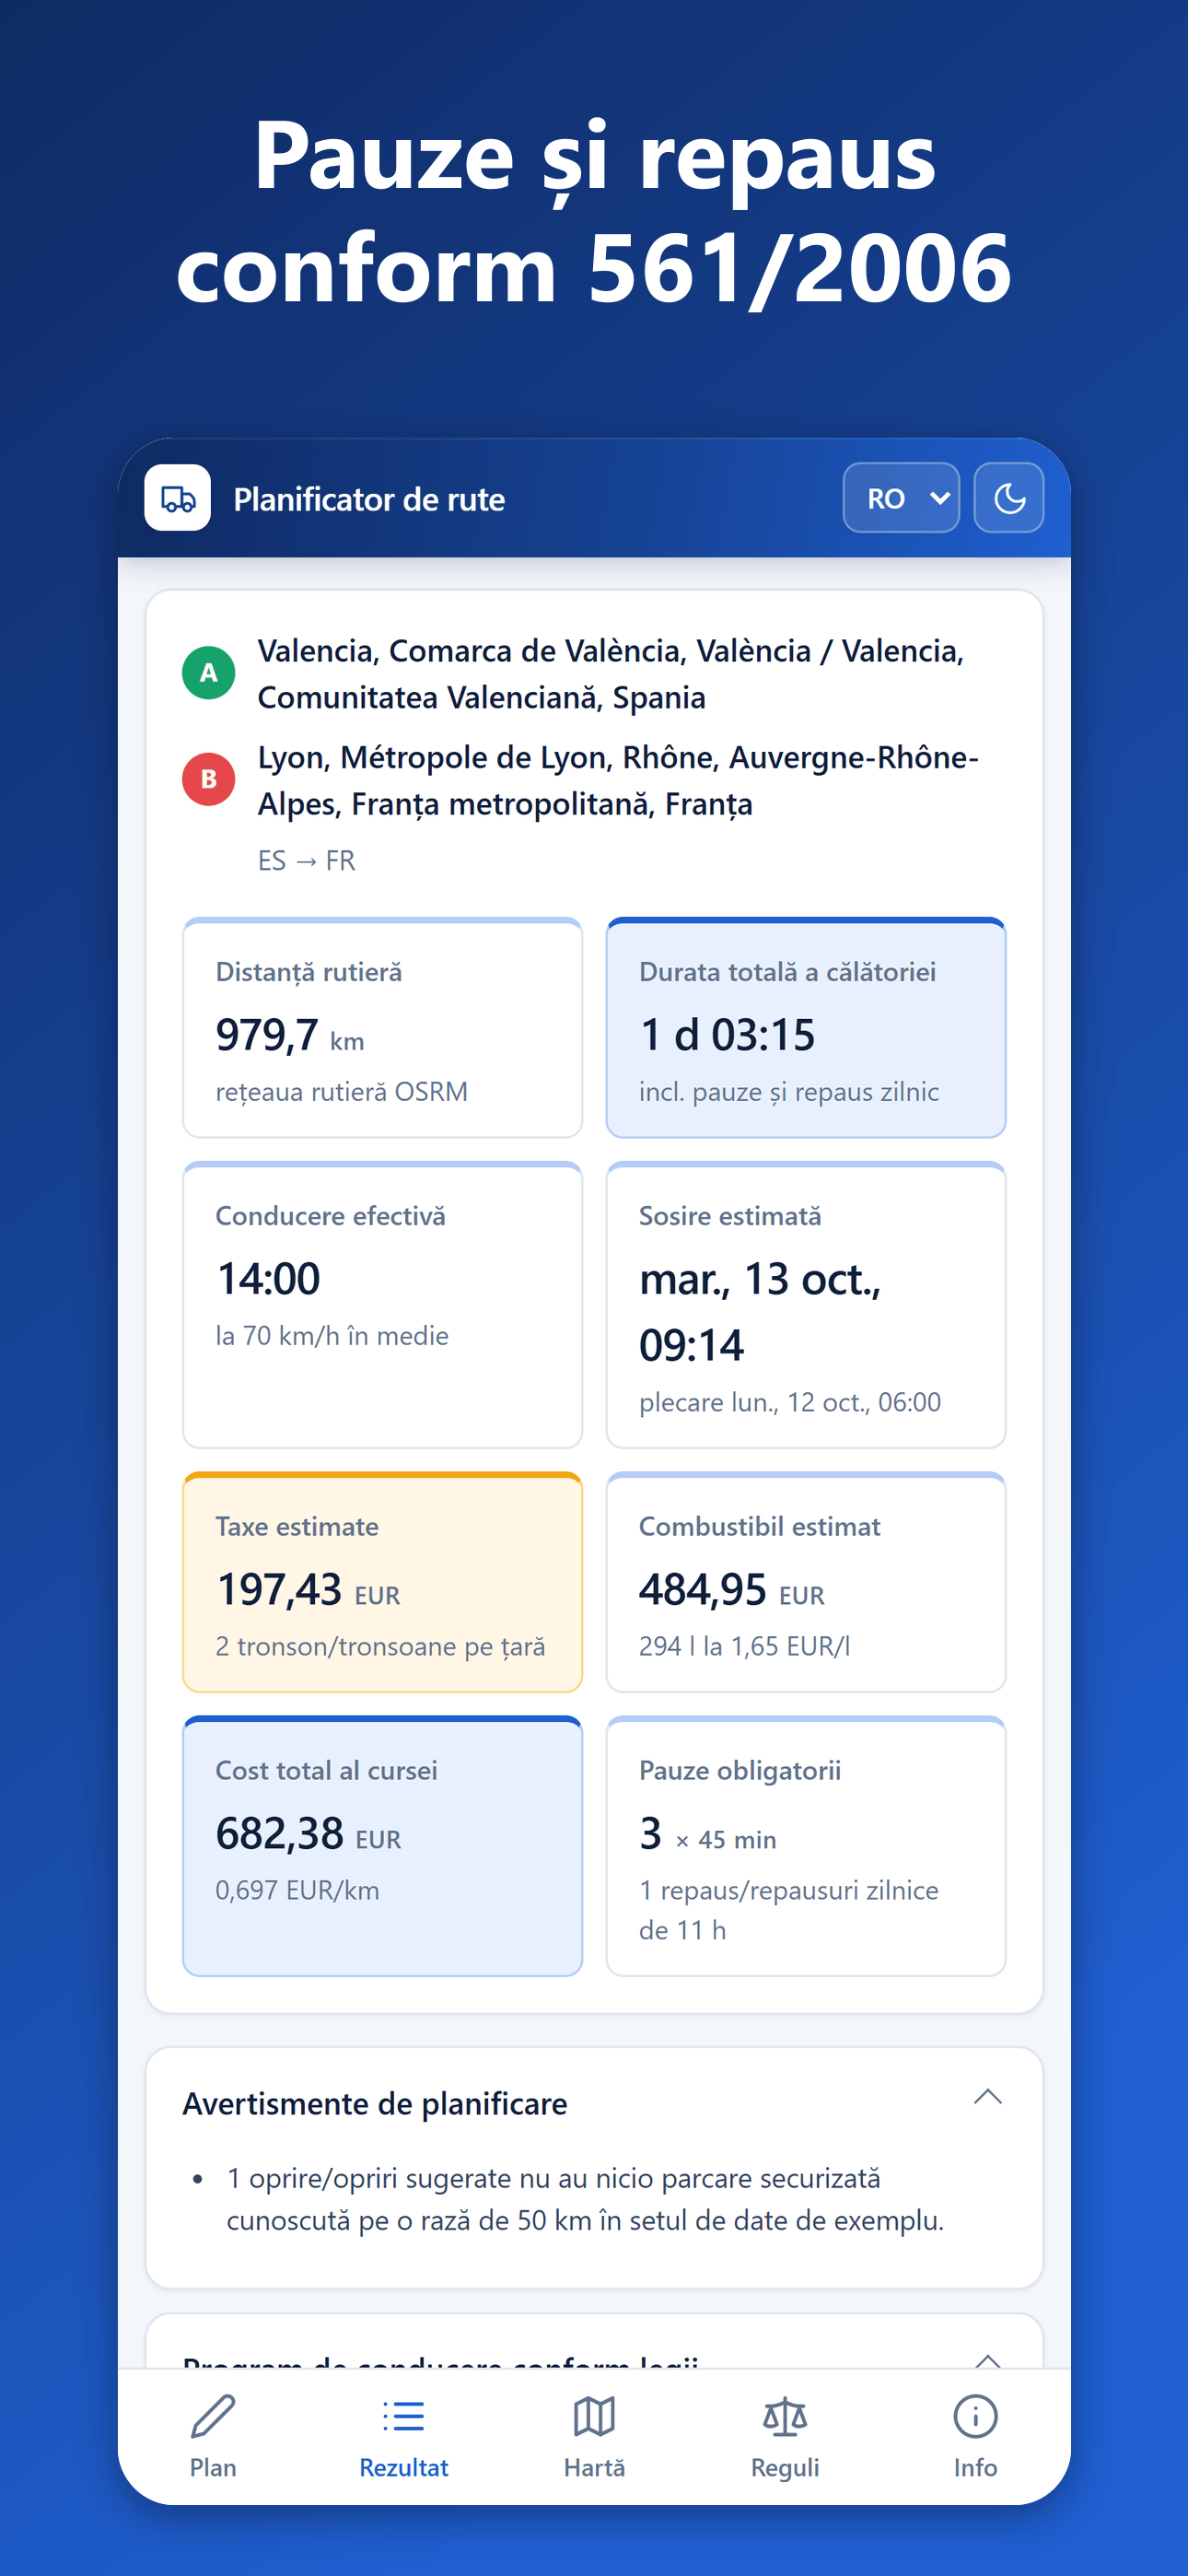 Pauze și repaus
conform 561/2006
Planificator de rute
RO
A
Valencia, Comarca de València, València / Valencia,
Comunitatea Valenciană, Spania
B
Lyon, Métropole de Lyon, Rhône, Auvergne-Rhône-
Alpes, Franța metropolitană, Franța
ES → FR
Distanță rutieră
979,7 km
rețeaua rutieră OSRM
Durata totală a călătoriei
1 d 03:15
incl. pauze și repaus zilnic
Conducere efectivă
14:00
la 70 km/h în medie
Sosire estimată
mar., 13 oct.,
09:14
plecare lun., 12 oct., 06:00
Taxe estimate
197,43 EUR
2 tronson/tronsoane pe țară
Combustibil estimat
484,95 EUR
294 l la 1,65 EUR/l
Cost total al cursei
682,38 EUR
0,697 EUR/km
Pauze obligatorii
3 × 45 min
1 repaus/repausuri zilnice
de 11 h
Avertismente de planificare
• 1 oprire/opriri sugerate nu au nicio parcare securizată
cunoscută pe o rază de 50 km în setul de date de exemplu.
Program de conducere conform legii
Plan
Rezultat
Hartă
Reguli
Info